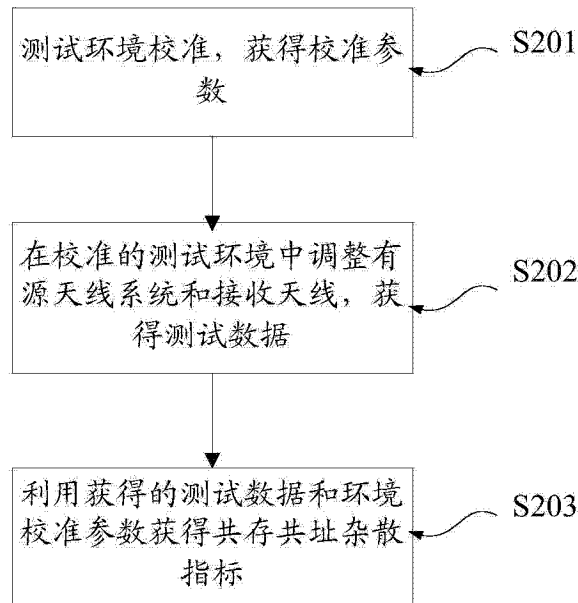 测试环境校准，获得校准参
数
S201
在校准的测试环境中调整有
源天线系统和接收天线，获
得测试数据
S202
利用获得的测试数据和环境
校准参数获得共存共址杂散
指标
S203